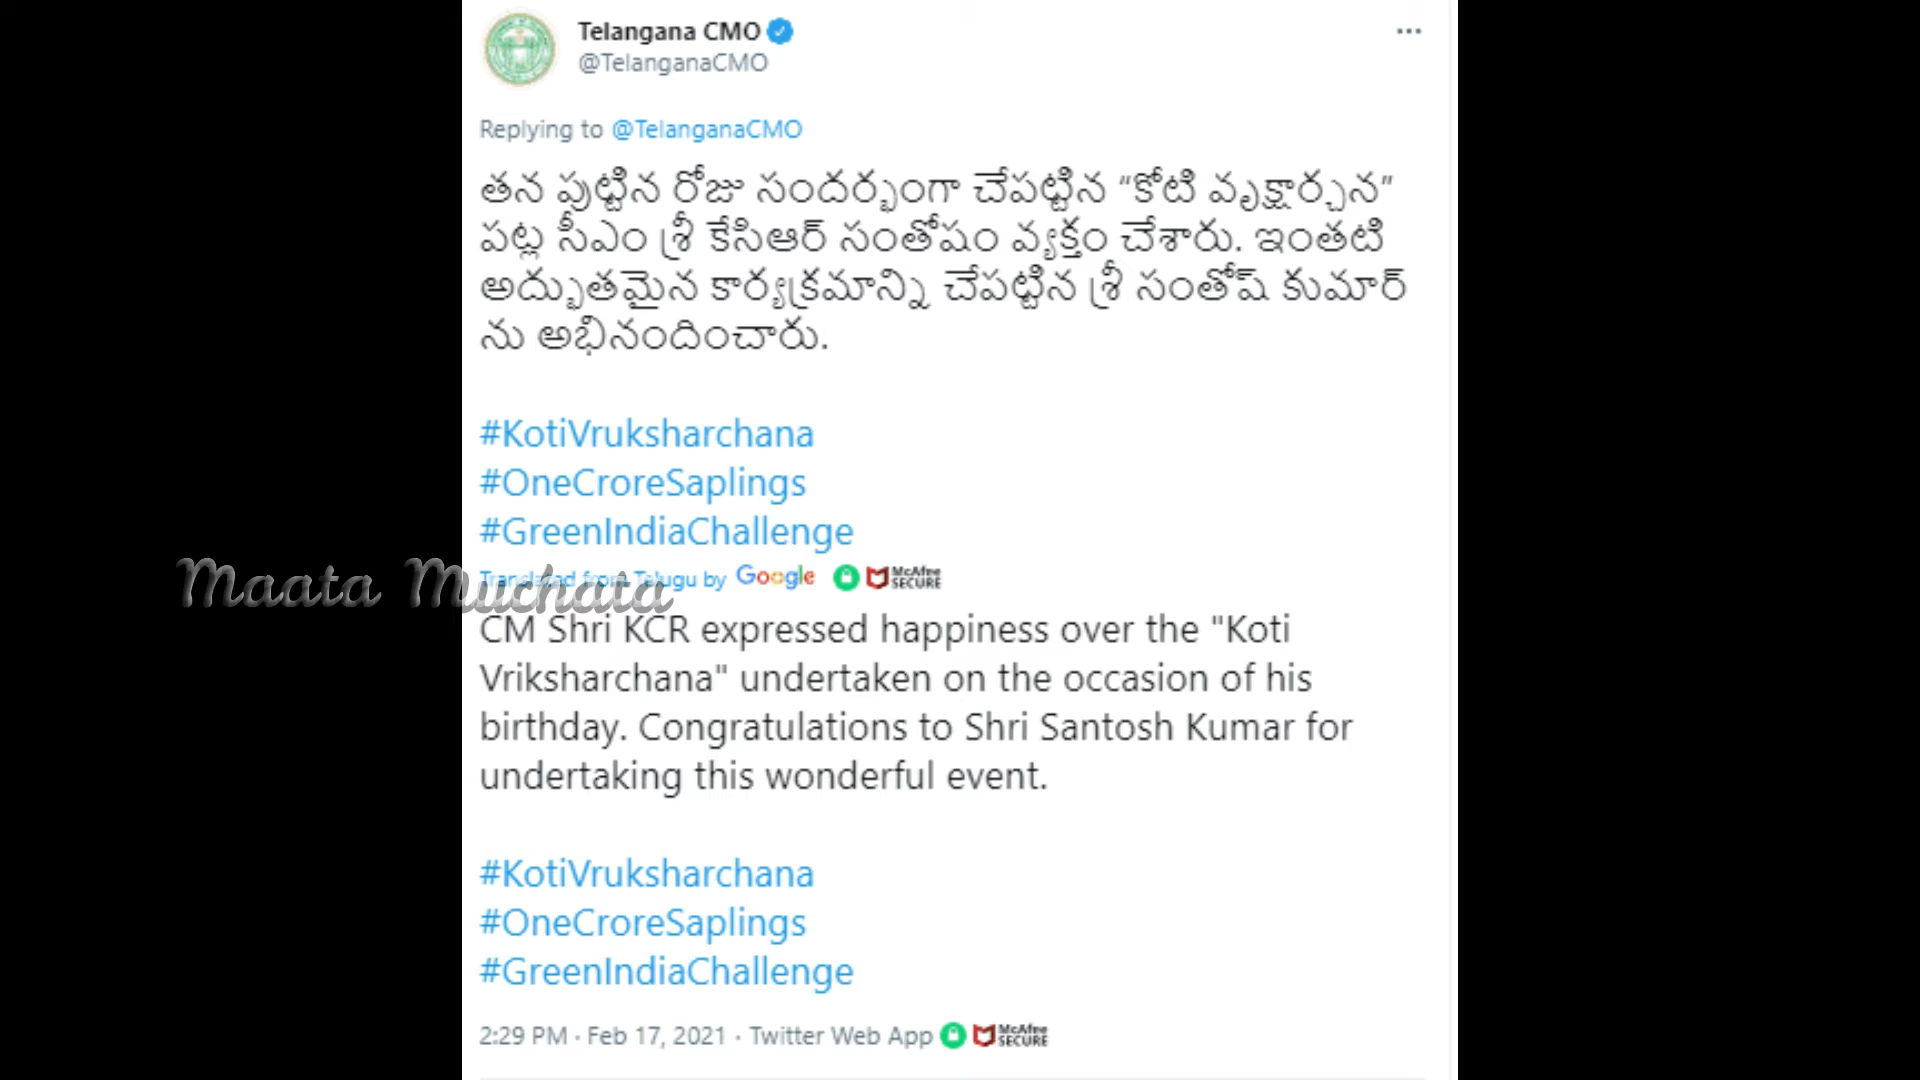 Telangana CMO
@TelanganaCMO
Replying to @TelanganaCMO
తన పుట్టిన రోజు సందర్భంగా చేపట్టిన “కోటి వృక్షార్చన”
పట్ల సీఎం శ్రీ కేసిఆర్ సంతోషం వ్యక్తం చేశారు. ఇంతటి
అద్భుతమైన కార్యక్రమాన్ని చేపట్టిన శ్రీ సంతోష్ కుమార్
ను అభినందించారు.
#KotiVruksharchana
#OneCroreSaplings
#GreenIndiaChallenge
Translated from Telugu by Google McAfee SECURE
Maata Muchata
CM Shri KCR expressed happiness over the "Koti
Vriksharchana" undertaken on the occasion of his
birthday. Congratulations to Shri Santosh Kumar for
undertaking this wonderful event.
#KotiVruksharchana
#OneCroreSaplings
#GreenIndiaChallenge
2:29 PM · Feb 17, 2021 · Twitter Web App McAfee SECURE